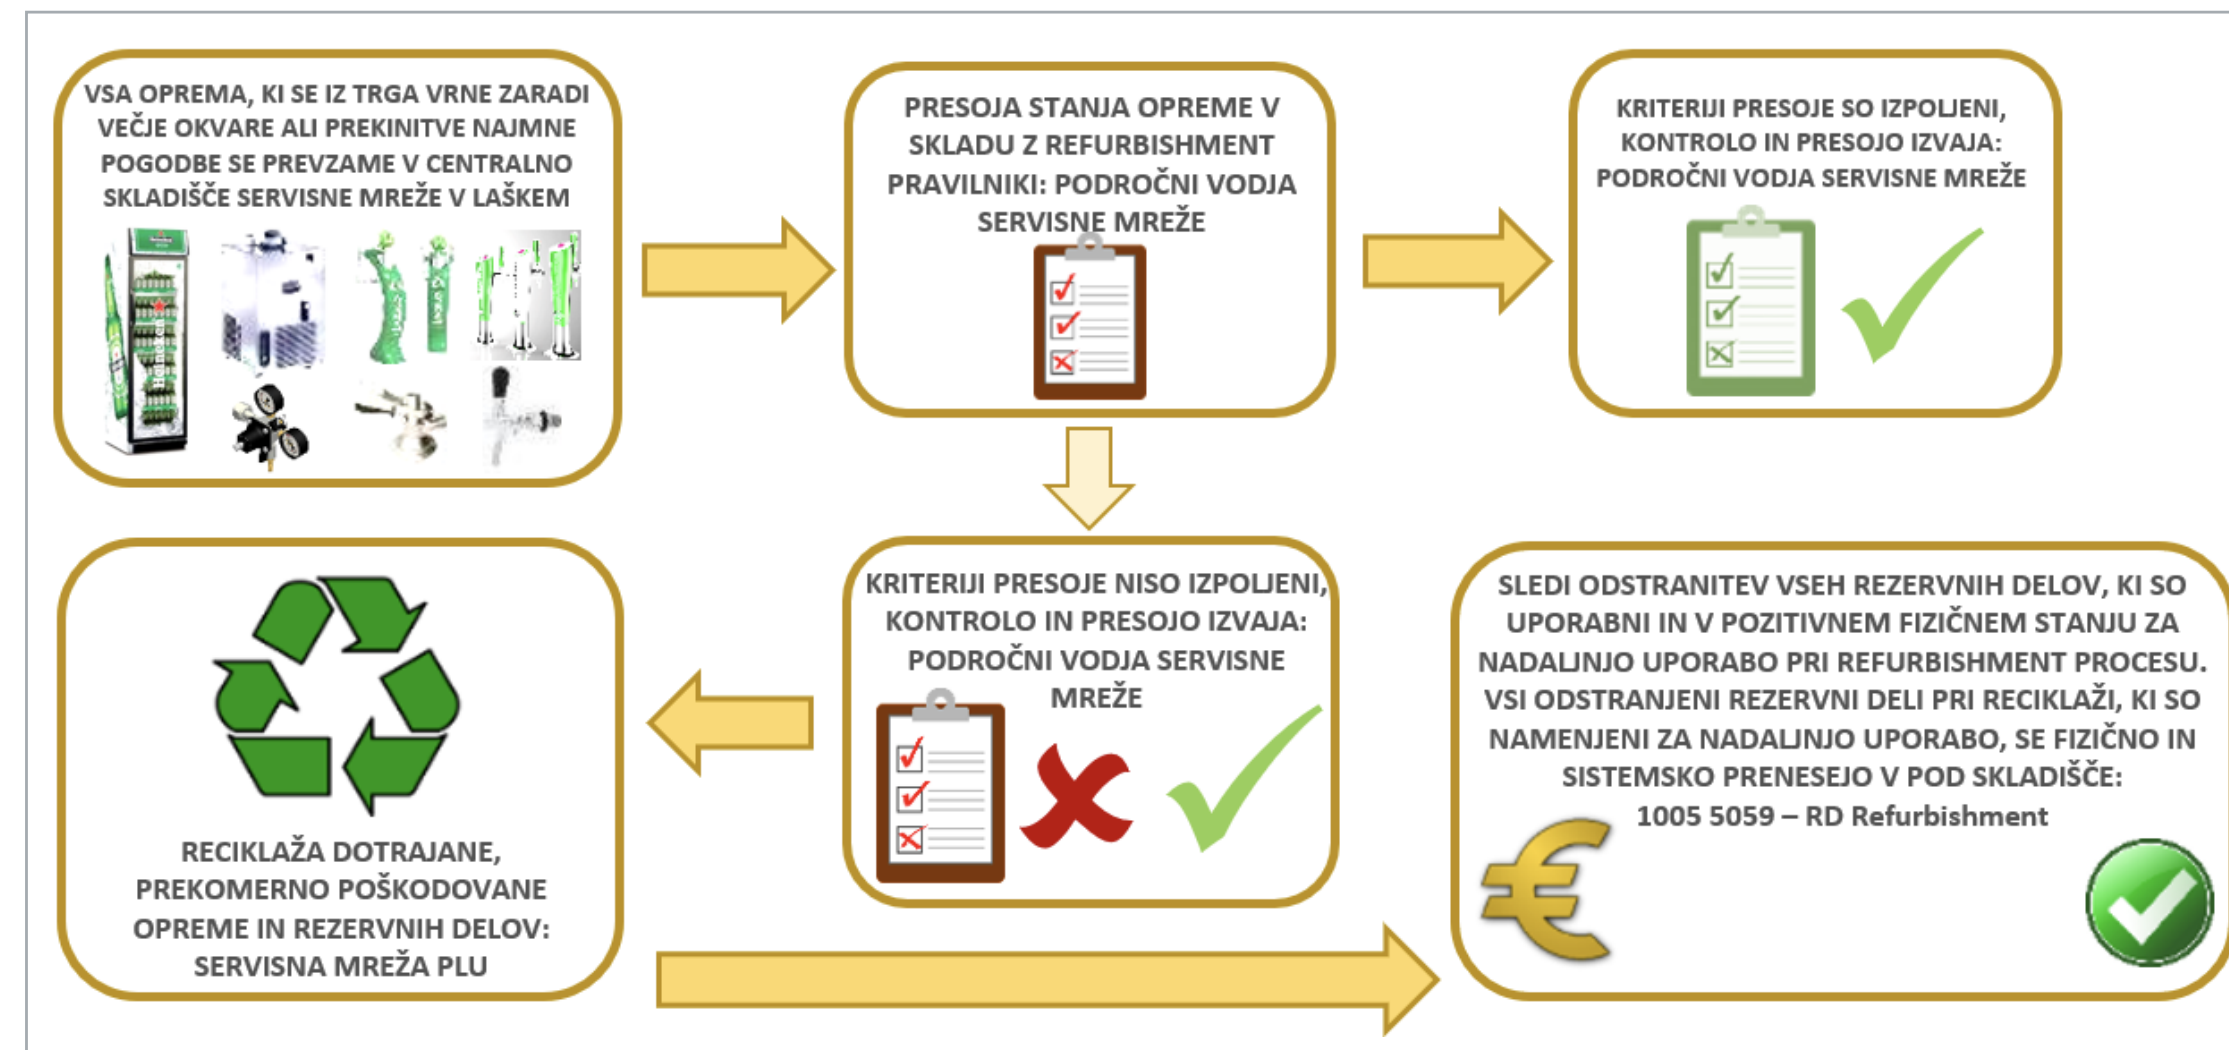 VSA OPREMA, KI SE IZ TRGA VRNE ZARADI
VEČJE OKVARE ALI PREKINITVE NAJMNE
POGODBE SE PREVZAME V CENTRALNO
SKLADIŠČE SERVISNE MREŽE V LAŠKEM
Heineken
PRESOJA STANJA OPREME V
SKLADU Z REFURBISHMENT
PRAVILNIKI: PODROČNI VODJA
SERVISNE MREŽE
KRITERIJI PRESOJE SO IZPOLJENI,
KONTROLO IN PRESOJO IZVAJA:
PODROČNI VODJA SERVISNE MREŽE
RECIKLAŽA DOTRAJANE,
PREKOMERNO POŠKODOVANE
OPREME IN REZERVNIH DELOV:
SERVISNA MREŽA PLU
KRITERIJI PRESOJE NISO IZPOLJENI,
KONTROLO IN PRESOJO IZVAJA:
PODROČNI VODJA SERVISNE
MREŽE
SLEDI ODSTRANITEV VSEH REZERVNIH DELOV, KI SO
UPORABNI IN V POZITIVNEM FIZIČNEM STANJU ZA
NADALJNJO UPORABO PRI REFURBISHMENT PROCESU.
VSI ODSTRANJENI REZERVNI DELI PRI RECIKLAŽI, KI SO
NAMENJENI ZA NADALJNJO UPORABO, SE FIZIČNO IN
SISTEMSKO PRENESEJO V POD SKLADIŠČE:
1005 5059 – RD Refurbishment